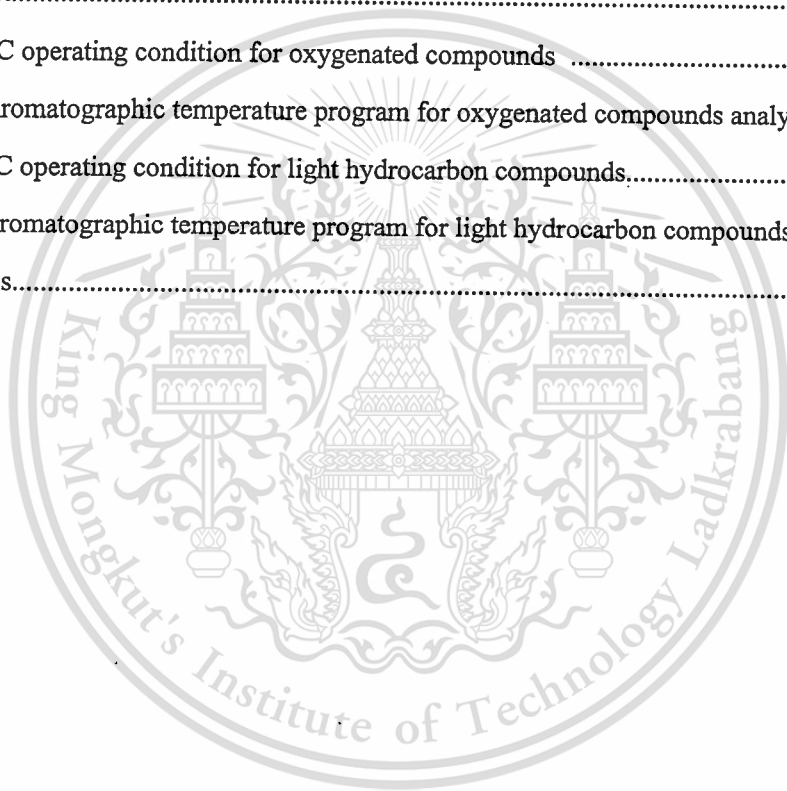 C operating condition for oxygenated compounds ........................................
romatographic temperature program for oxygenated compounds analy
C operating condition for light hydrocarbon compounds..............................
romatographic temperature program for light hydrocarbon compounds
s........................................................................................................................
King Mongkut's Institute of Technology Ladkrabang